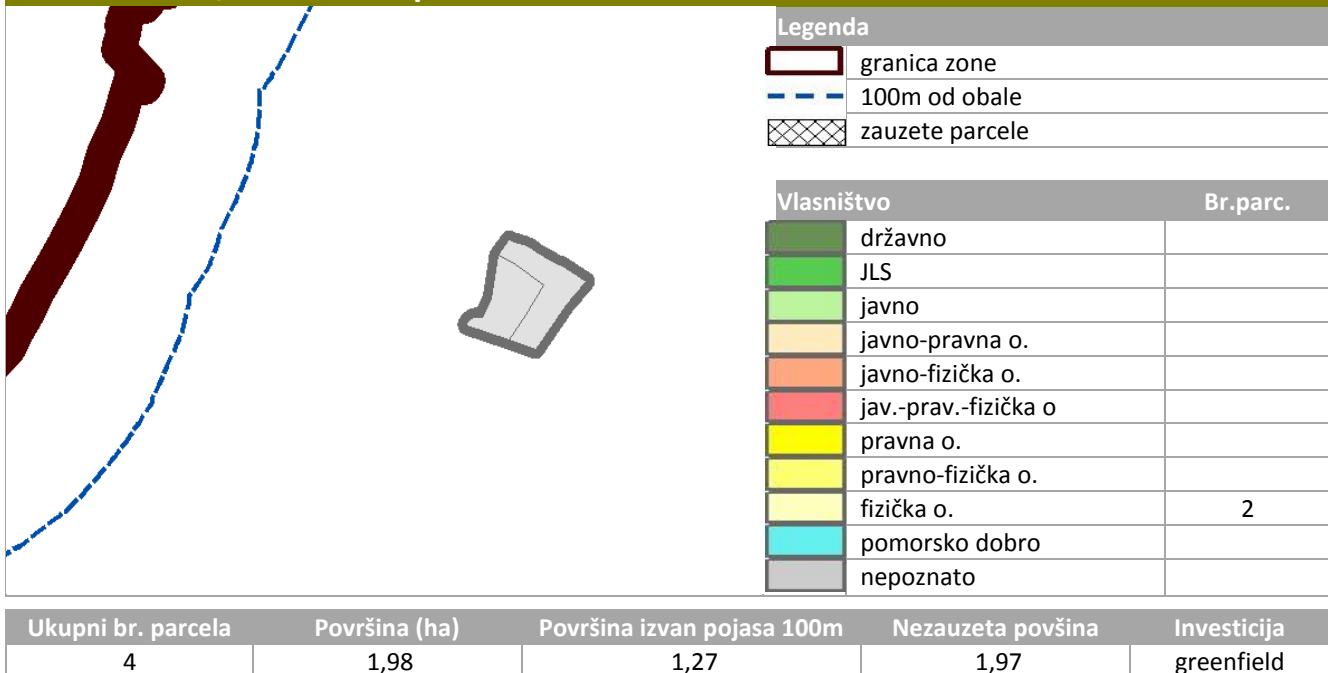 Legenda
granica zone
100m od obale
zauzete parcele
Vlasništvo Br.parc.
državno
JLS
javno
javno-pravna o.
javno-fizička o.
jav.-prav.-fizička o
pravna o.
pravno-fizička o.
fizička o. 2
pomorsko dobro
nepoznato
Ukupni br. parcela Površina (ha) Površina izvan pojasa 100m Nezauzeta povšina Investicija
4 1,98 1,27 1,97 greenfield